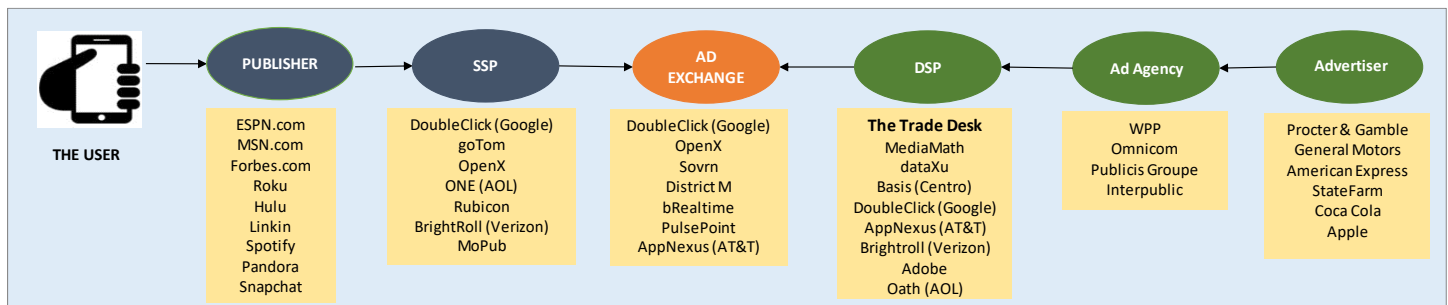 THE USER
PUBLISHER
ESPN.com
MSN.com
Forbes.com
Roku
Hulu
Linkin
Spotify
Pandora
Snapchat
SSP
DoubleClick (Google)
goTom
OpenX
ONE (AOL)
Rubicon
BrightRoll (Verizon)
MoPub
AD
EXCHANGE
DoubleClick (Google)
OpenX
Sovrn
District M
bRealtime
PulsePoint
AppNexus (AT&T)
DSP
The Trade Desk
MediaMath
dataXu
Basis (Centro)
DoubleClick (Google)
AppNexus (AT&T)
Brightroll (Verizon)
Adobe
Oath (AOL)
Ad Agency
WPP
Omnicom
Publicis Groupe
Interpublic
Advertiser
Procter & Gamble
General Motors
American Express
StateFarm
Coca Cola
Apple